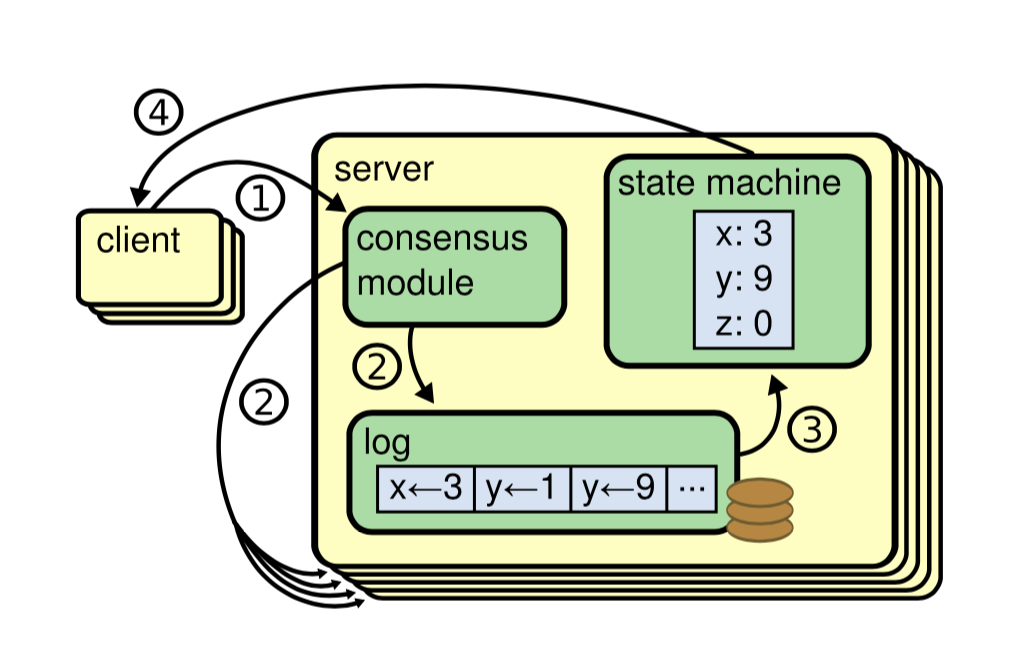 ④
①
client
server
consensus
module
state machine
x: 3
y: 9
z: 0
②
②
③
log
x←3 y←1 y←9 ...